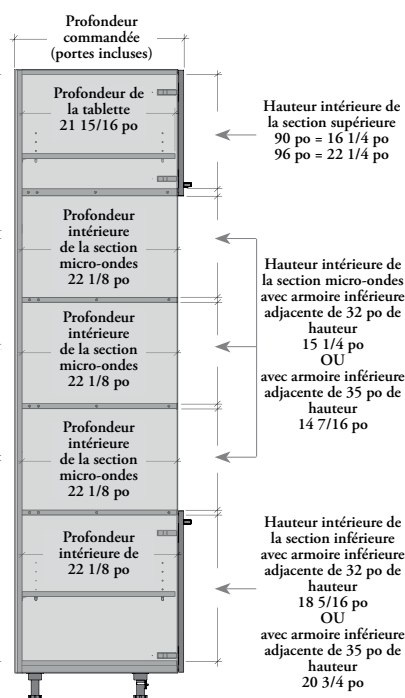 Profondeur
commandée
(portes incluses)
Profondeur de
la tablette
21 15/16 po
Hauteur intérieure de
la section supérieure
90 po = 16 1/4 po
96 po = 22 1/4 po
Profondeur
intérieure
de la section
micro-ondes
22 1/8 po
Profondeur
intérieure
de la section
micro-ondes
22 1/8 po
Profondeur
intérieure
de la section
micro-ondes
22 1/8 po
Hauteur intérieure de
la section micro-ondes
avec armoire inférieure
adjacente de 32 po de
hauteur
15 1/4 po
OU
avec armoire inférieure
adjacente de 35 po de
hauteur
14 7/16 po
Profondeur
intérieure de
22 1/8 po
Hauteur intérieure de
la section inférieure
avec armoire inférieure
adjacente de 32 po de
hauteur
18 5/16 po
OU
avec armoire inférieure
adjacente de 35 po de
hauteur
20 3/4 po